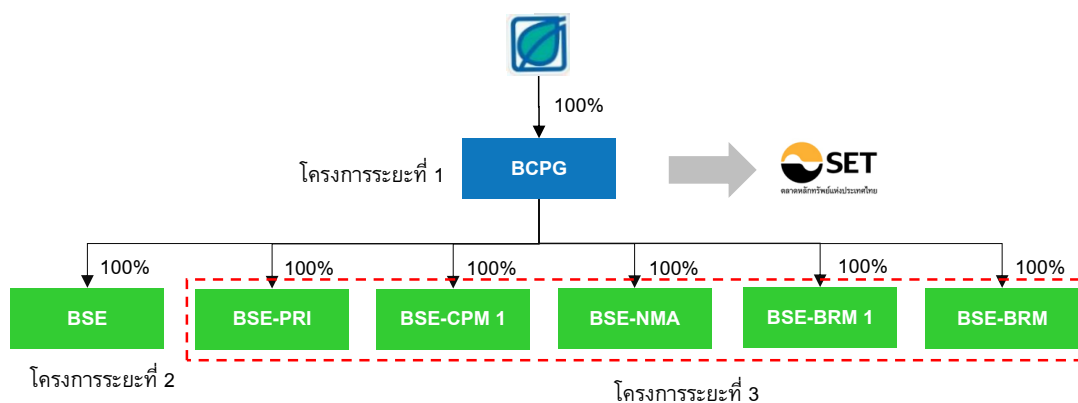 100%
โครงการระยะที่ 1
BCPG
SET
ตลาดหลักทรัพย์แห่งประเทศไทย
100%
100%
100%
100%
100%
100%
BSE
BSE-PRI
BSE-CPM 1
BSE-NMA
BSE-BRM 1
BSE-BRM
โครงการระยะที่ 2
โครงการระยะที่ 3